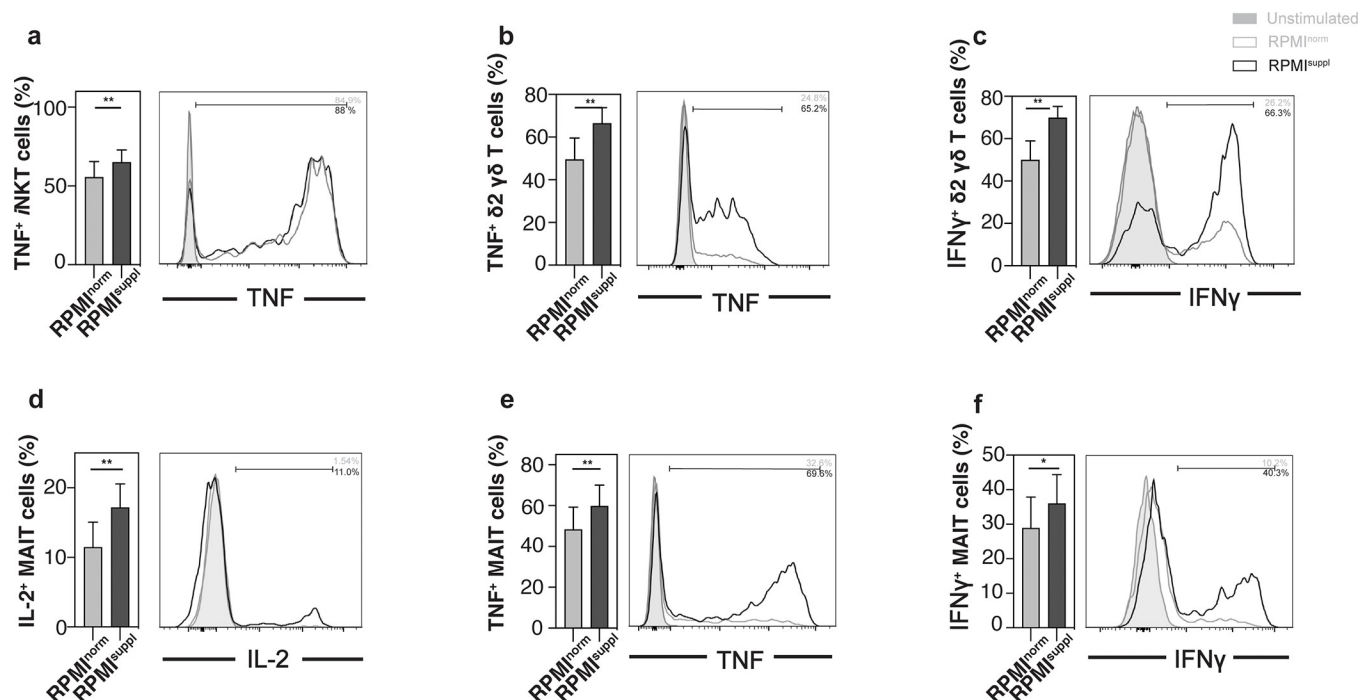 Unstimulated
RPMInorm
RPMIsuppl
a
TNF+ iNKT cells (%)
100
50
0
**
RPMInorm
RPMIsuppl
84.9%
88 %
TNF
b
TNF+ δ2 γδ T cells (%)
80
60
40
20
0
**
RPMInorm
RPMIsuppl
24.8%
65.2%
TNF
c
IFNγ+ δ2 γδ T cells (%)
80
60
40
20
0
**
RPMInorm
RPMIsuppl
26.2%
66.3%
IFNγ
d
IL-2+ MAIT cells (%)
20
10
0
**
RPMInorm
RPMIsuppl
1.54%
11.0%
IL-2
e
TNF+ MAIT cells (%)
80
60
40
20
0
**
RPMInorm
RPMIsuppl
32.6%
69.6%
TNF
f
IFNγ+ MAIT cells (%)
50
40
30
20
10
0
*
RPMInorm
RPMIsuppl
10.2%
40.3%
IFNγ